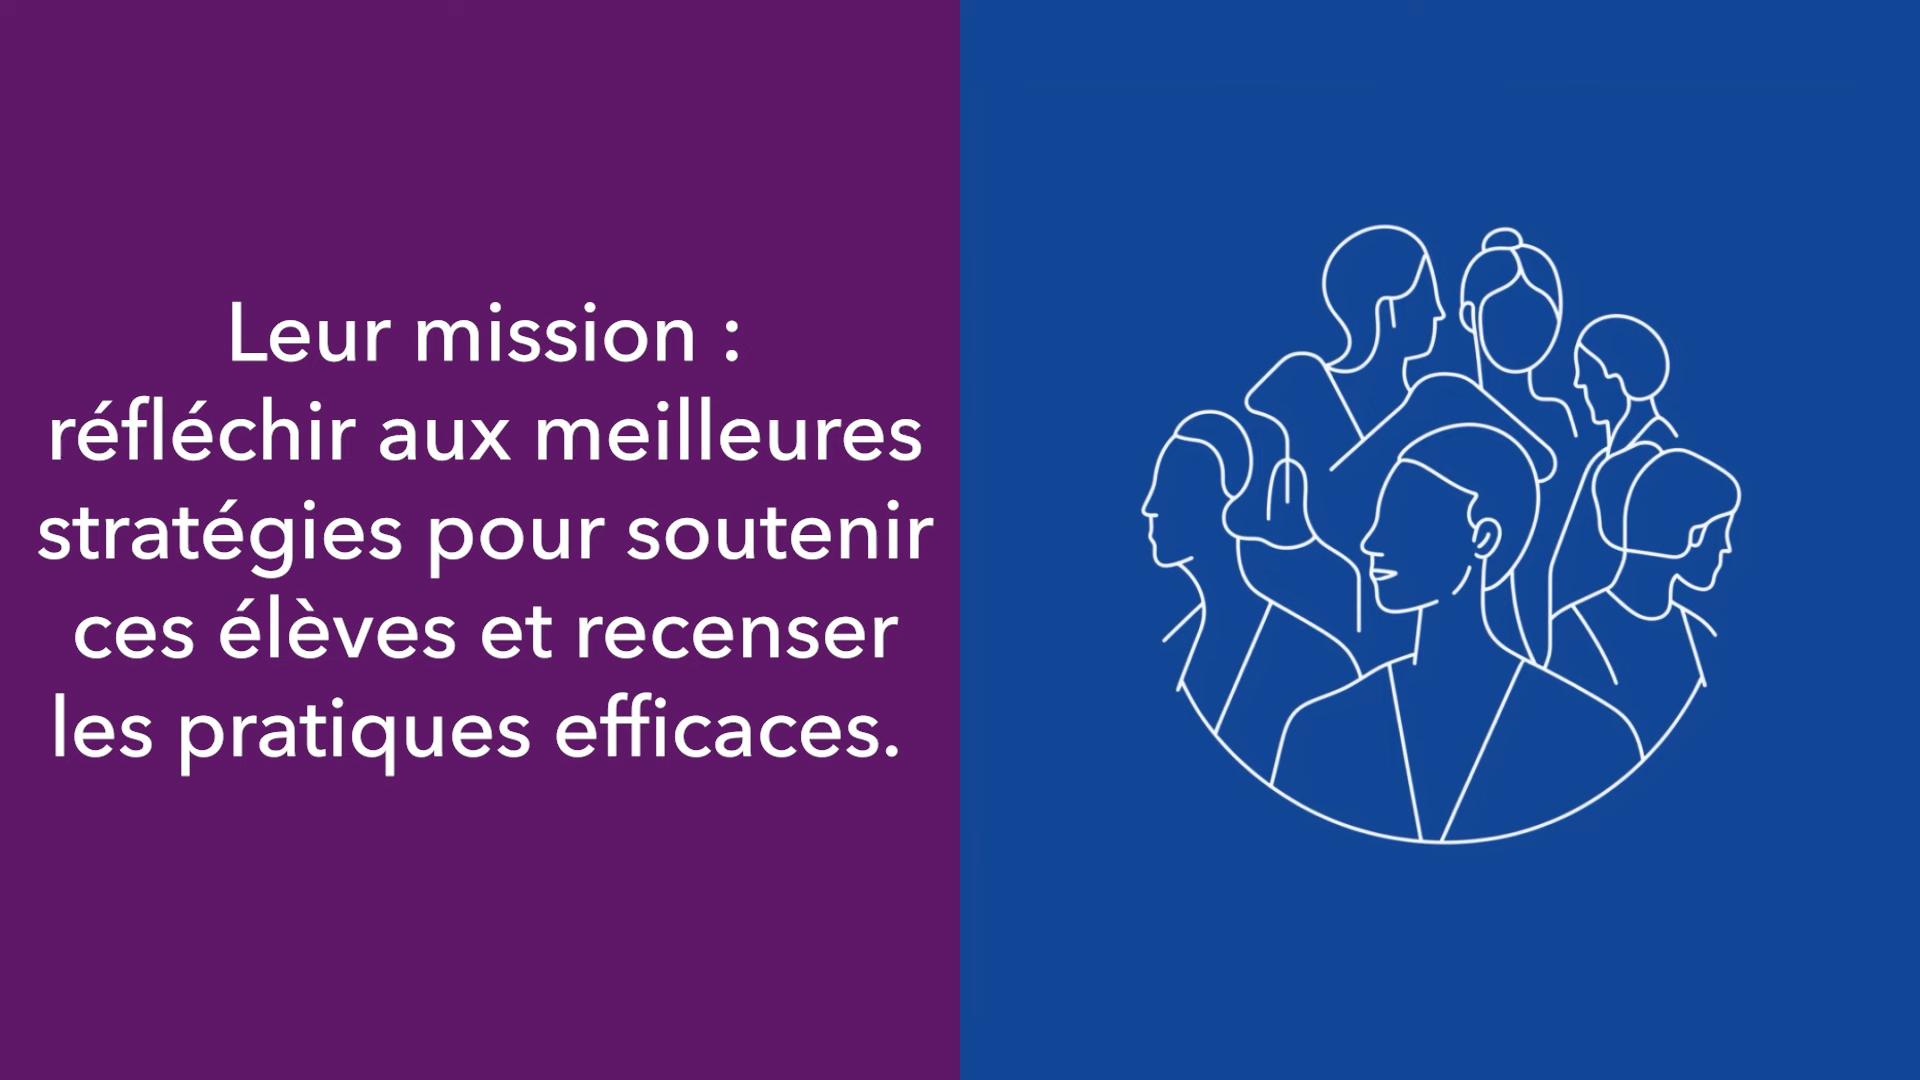 Leur mission :
réfléchir aux meilleures
stratégies pour soutenir
ces élèves et recenser
les pratiques efficaces.